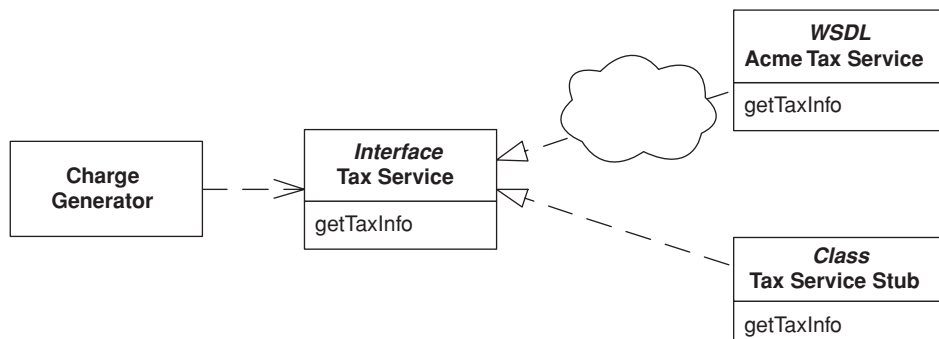 WSDL
Acme Tax Service
getTaxInfo
Charge
Generator
Interface
Tax Service
getTaxInfo
Class
Tax Service Stub
getTaxInfo